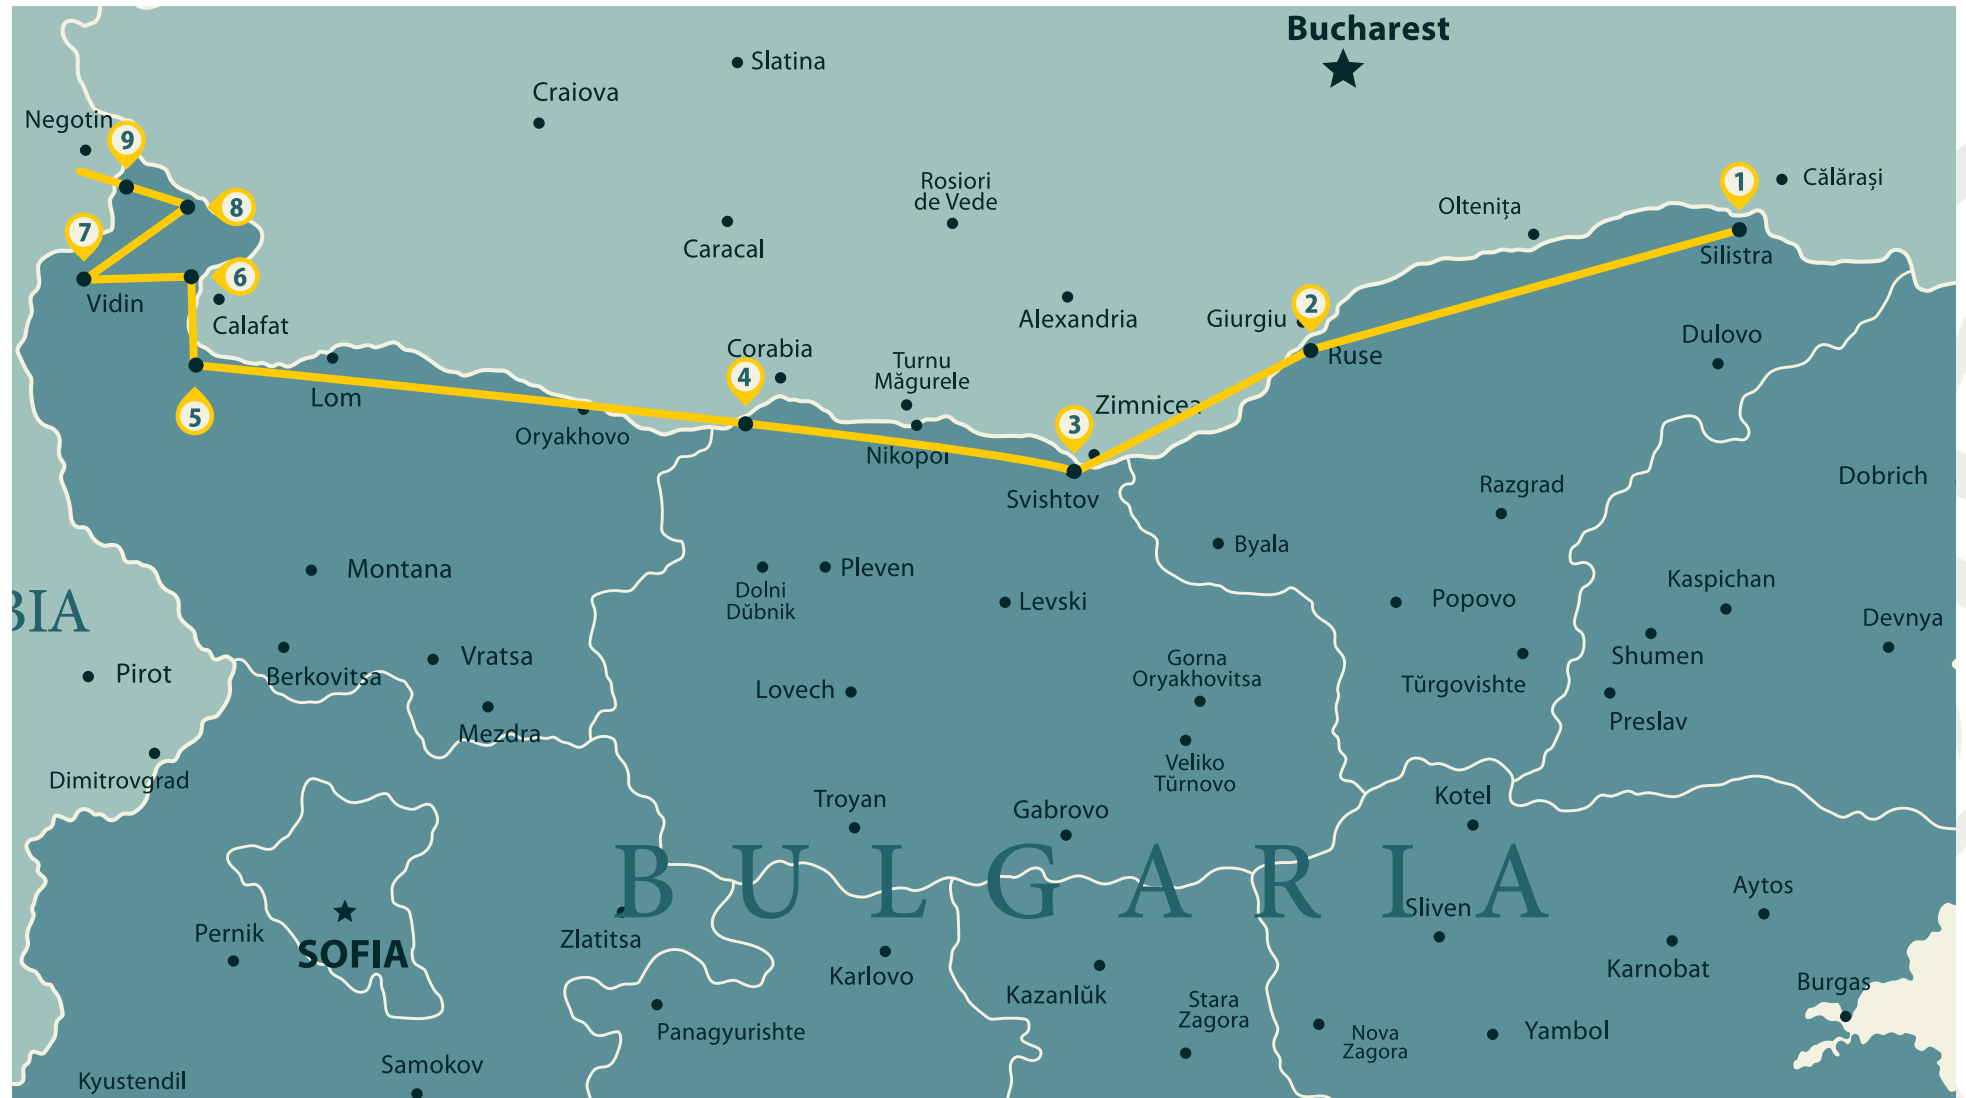 Bucharest
Slatina
Craiova
Negotin
9
Rosiori
de Vede
1
Călărași
Oltenița
8
7
Caracal
Silistra
6
Vidin
Calafat
2
Giurgiu
Alexandria
Dulovo
Corabia
Turnu
Măgurele
Ruse
4
Lom
5
Zimnicea
3
Oryakhovo
Nikopol
Svishtov
Razgrad
Dobrich
Byala
Montana
Pleven
Dolni
Dŭbnik
Levski
Kaspichan
Popovo
BIA
Devnya
Pirot
Berkovitsa
Vratsa
Gorna
Oryakhovitsa
Shumen
Lovech
Tŭrgovishte
Preslav
Mezdra
Dimitrovgrad
Veliko
Tŭrnovo
Troyan
Gabrovo
Kotel
BULGARIA
Aytos
Sliven
Pernik
SOFIA
Zlatitsa
Karlovo
Karnobat
Kazanlŭk
Burgas
Stara
Zagora
Panagyurishte
Nova
Zagora
Yambol
Samokov
Kyustendil